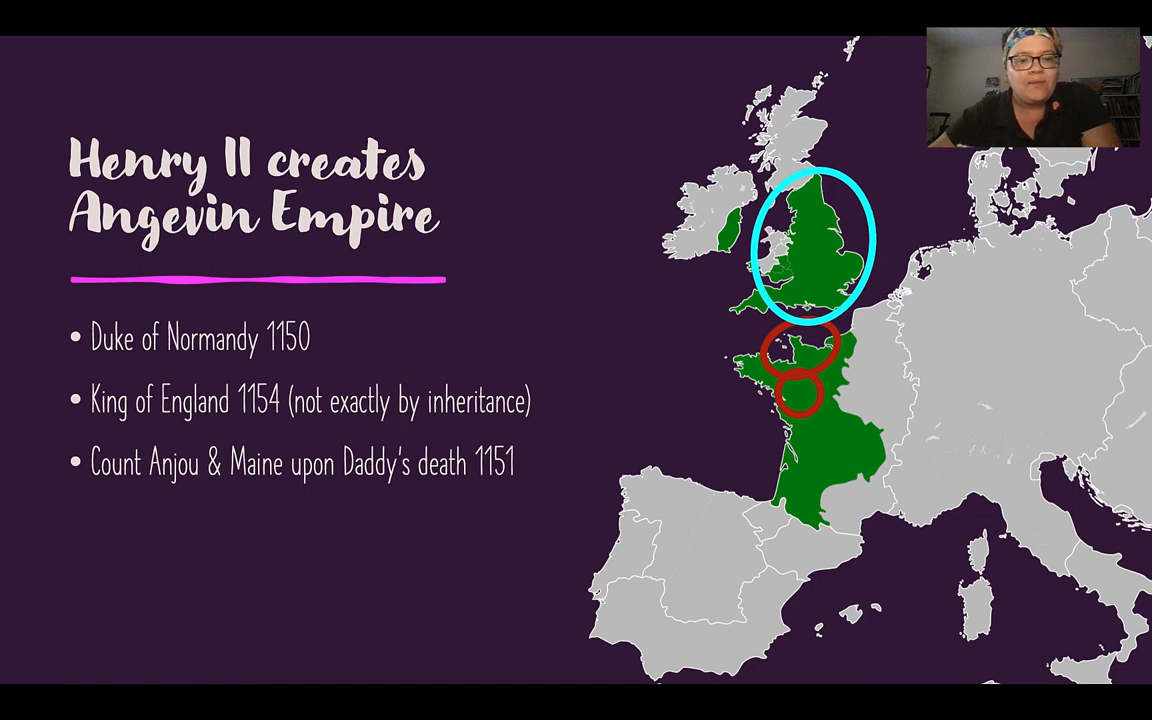 Henry II creates
Angevin Empire
• Duke of Normandy 1150
• King of England 1154 (not exactly by inheritance)
• Count Anjou & Maine upon Daddy's death 1151